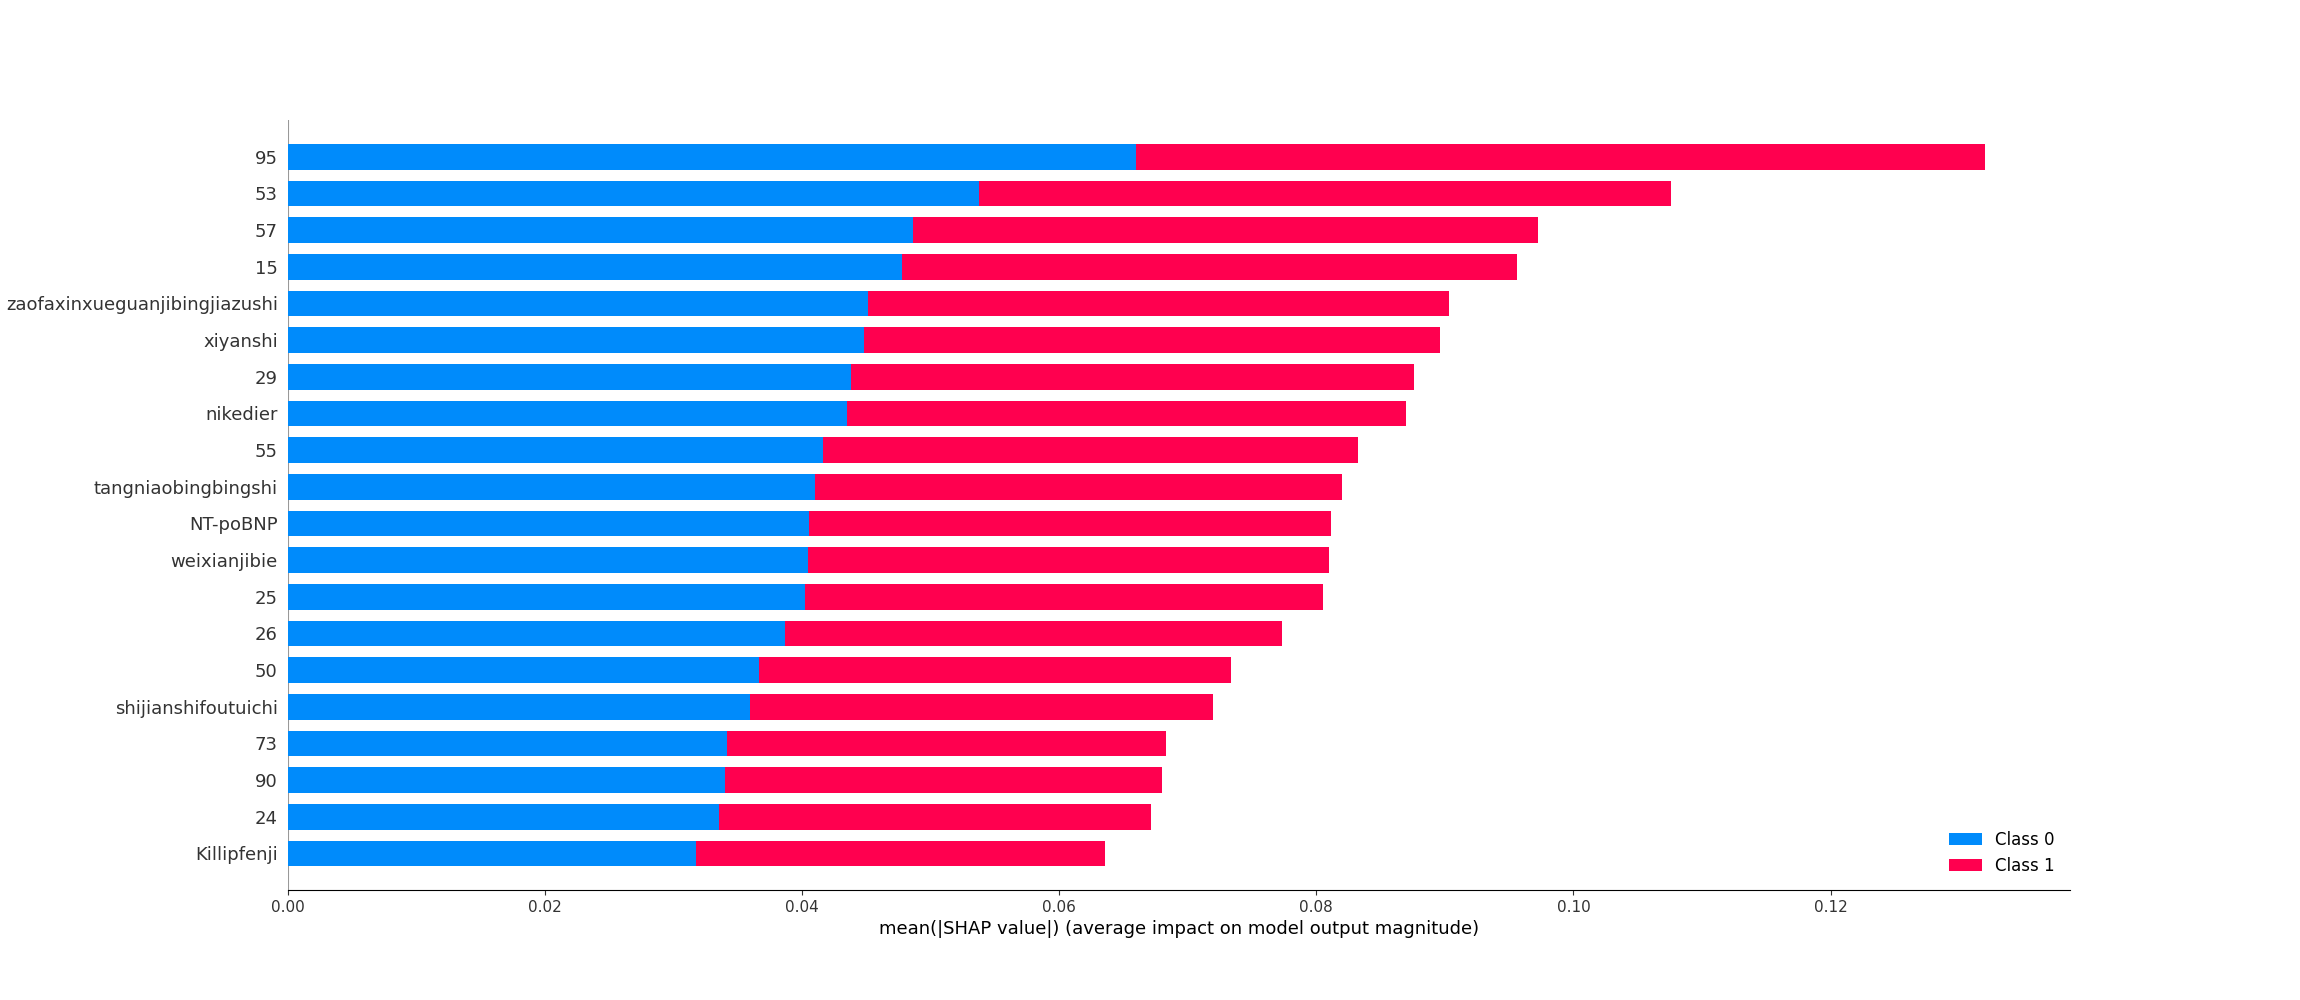 95
53
57
15
zaofaxinxueguanjibingjiazushi
xiyanshi
29
nikedier
55
tangniaobingbingshi
NT-poBNP
weixianjibie
25
26
50
shijianshifoutuichi
73
90
24
Killipfenji
Class 0
Class 1
0.00 0.02 0.04 0.06 0.08 0.10 0.12
mean(|SHAP value|) (average impact on model output magnitude)